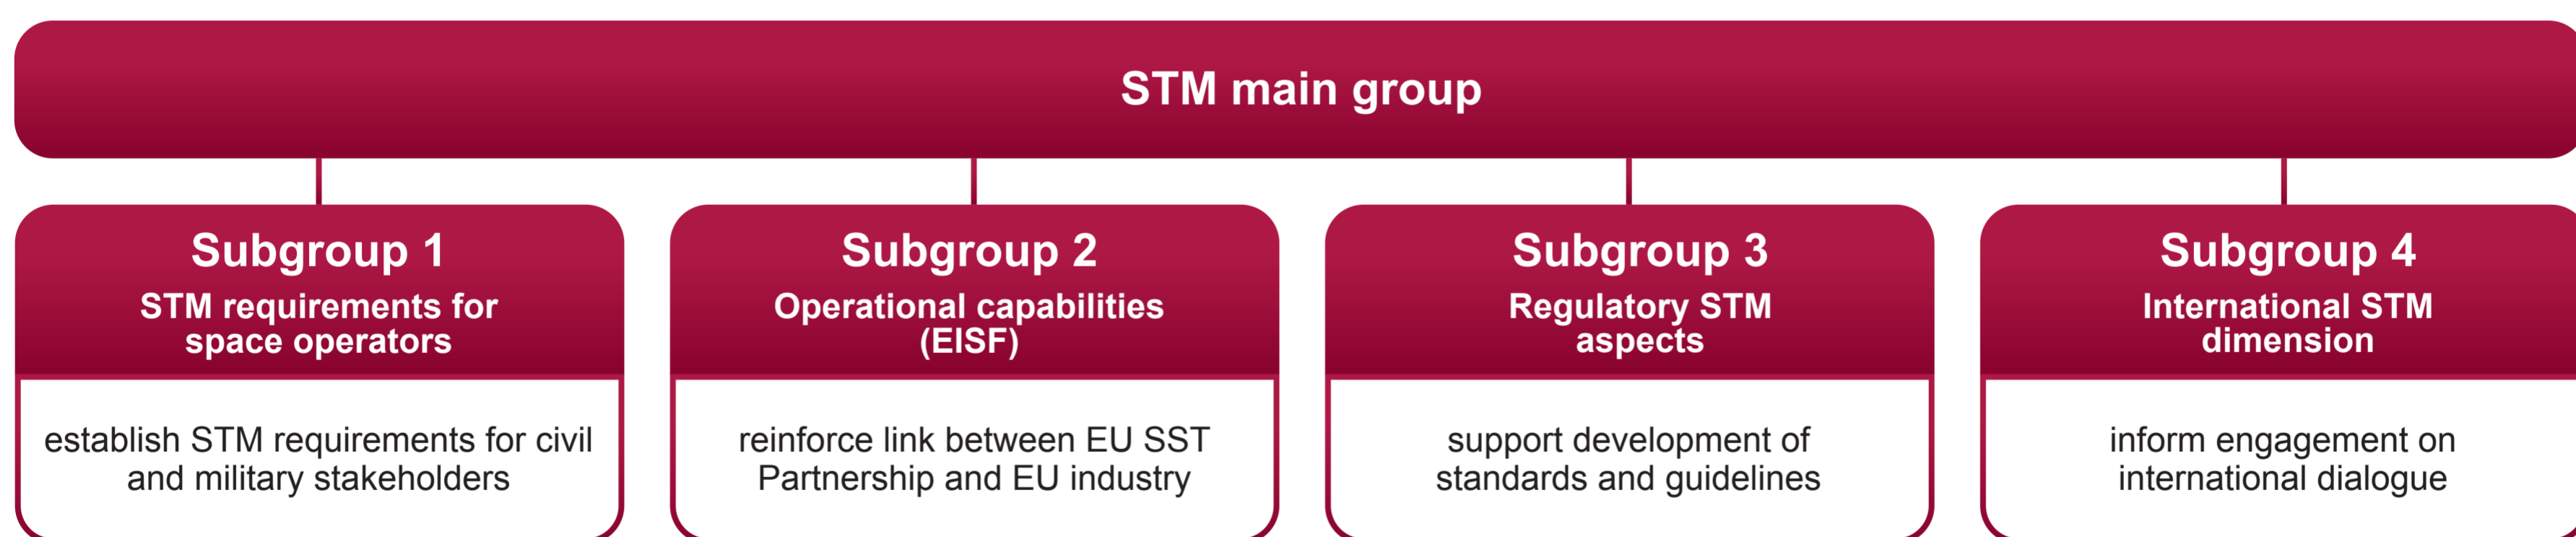 STM main group
Subgroup 1
STM requirements for
space operators
establish STM requirements for civil
and military stakeholders
Subgroup 2
Operational capabilities
(EISF)
reinforce link between EU SST
Partnership and EU industry
Subgroup 3
Regulatory STM
aspects
support development of
standards and guidelines
Subgroup 4
International STM
dimension
inform engagement on
international dialogue